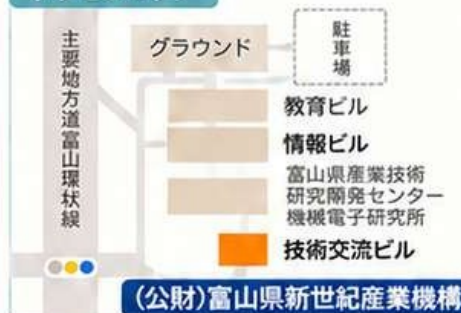 主要地方道富山環状線
グラウンド
駐車場
教育ビル
情報ビル
富山県産業技術
研究開発センター
機械電子研究所
技術交流ビル
(公財)富山県新世紀産業機構